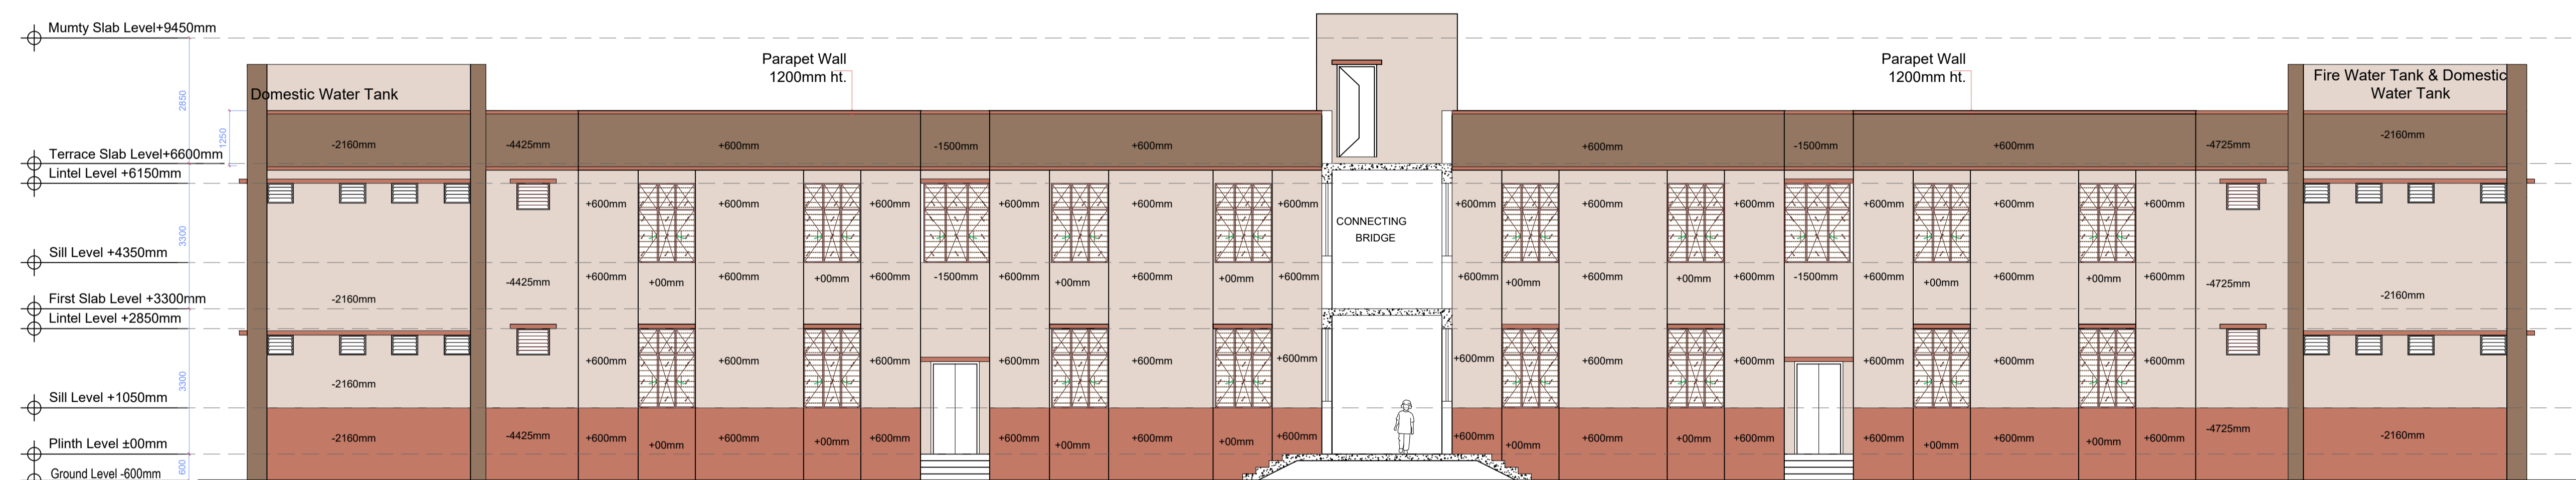 Mumty Slab Level+9450mm
Parapet Wall
1200mm ht.
Parapet Wall
1200mm ht.
Domestic Water Tank
Fire Water Tank & Domestic
Water Tank
2850
1250
-2160mm
-4425mm
+600mm
-1500mm
+600mm
+600mm
-1500mm
+600mm
-4725mm
-2160mm
Terrace Slab Level+6600mm
Lintel Level +6150mm
+600mm
+600mm
+600mm
+600mm
+600mm
+600mm
+600mm
+600mm
+600mm
+600mm
+600mm
+600mm
CONNECTING
BRIDGE
3300
Sill Level +4350mm
-4425mm
+600mm
+00mm
+600mm
+00mm
+600mm
-1500mm
+600mm
+00mm
+600mm
+00mm
+600mm
+600mm
+00mm
+600mm
+00mm
+600mm
-1500mm
+600mm
+00mm
+600mm
+00mm
+600mm
-4725mm
-2160mm
-2160mm
First Slab Level +3300mm
Lintel Level +2850mm
+600mm
+600mm
+600mm
+600mm
+600mm
+600mm
+600mm
+600mm
+600mm
+600mm
+600mm
+600mm
3300
-2160mm
Sill Level +1050mm
-2160mm
-4425mm
+600mm
+00mm
+600mm
+00mm
+600mm
+600mm
+00mm
+600mm
+00mm
+600mm
+600mm
+00mm
+600mm
+00mm
+600mm
+600mm
+00mm
+600mm
+00mm
+600mm
-4725mm
-2160mm
Plinth Level ±00mm
600
Ground Level -600mm